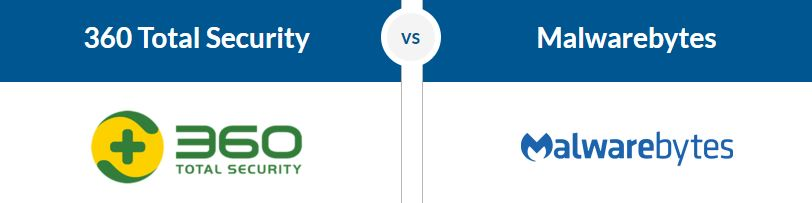 360 Total Security
vs
Malwarebytes
360
TOTAL SECURITY
Malwarebytes